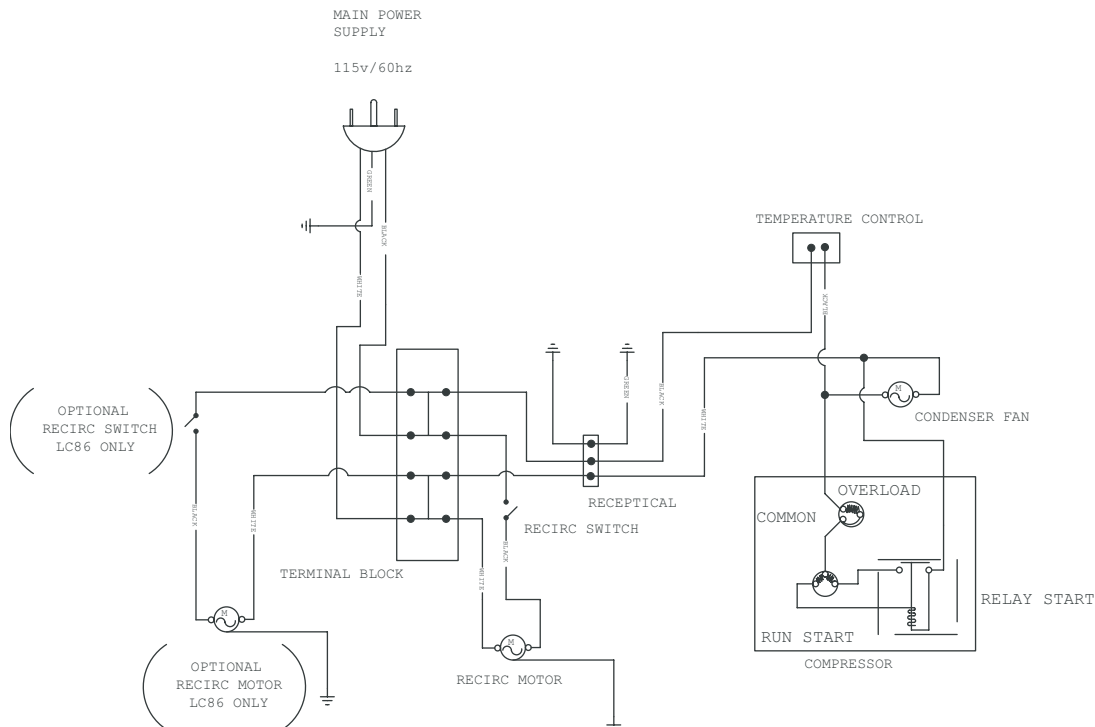 MAIN POWER
SUPPLY
115v/60hz
GREEN
BLACK
WHITE
TEMPERATURE CONTROL
BLACK
GREEN
BLACK
WHITE
M
CONDENSER FAN
OPTIONAL
RECIRC SWITCH
LC86 ONLY
BLACK
WHITE
TERMINAL BLOCK
RECEPTICAL
RECIRC SWITCH
BLACK
WHITE
OVERLOAD
COMMON
RELAY START
RUN START
COMPRESSOR
M
OPTIONAL
RECIRC MOTOR
LC86 ONLY
M
RECIRC MOTOR